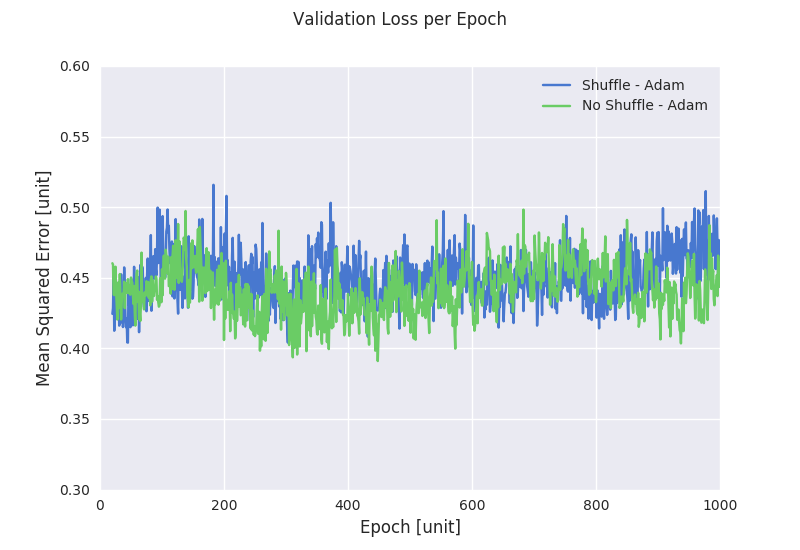 Validation Loss per Epoch
Shuffle - Adam
No Shuffle - Adam
Mean Squared Error [unit]
0.60
0.55
0.50
0.45
0.40
0.35
0.30
0 200 400 600 800 1000
Epoch [unit]